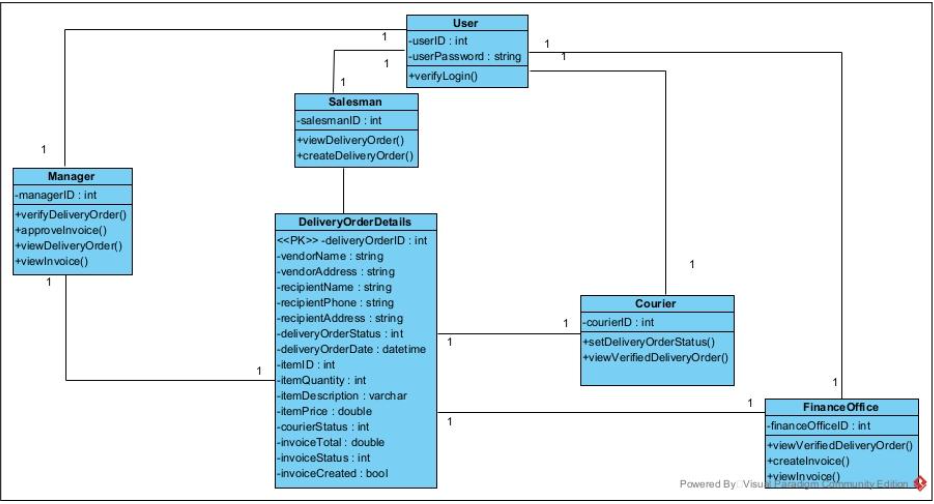 User
-userID : int
-userPassword : string
+verifyLogin()
1
1
1
1
1
1
Salesman
-salesmanID : int
+viewDeliveryOrder()
+createDeliveryOrder()
1
Manager
-managerID : int
+verifyDeliveryOrder()
+approveInvoice()
+viewDeliveryOrder()
+viewInvoice()
1
DeliveryOrderDetails
<<PK>> -deliveryOrderID : int
-vendorName : string
-vendorAddress : string
-recipientName : string
-recipientPhone : string
-recipientAddress : string
-deliveryOrderStatus : int
-deliveryOrderDate : datetime
-itemID : int
-itemQuantity : int
-itemDescription : varchar
-itemPrice : double
-courierStatus : int
-invoiceTotal : double
-invoiceStatus : int
-invoiceCreated : bool
1
1
1
1
Courier
-courierID : int
+setDeliveryOrderStatus()
+viewVerifiedDeliveryOrder()
1
1
1
FinanceOffice
-financeOfficeID : int
+viewVerifiedDeliveryOrder()
+createInvoice()
+viewInvoice()
Powered By: Visual Paradigm Community Edition